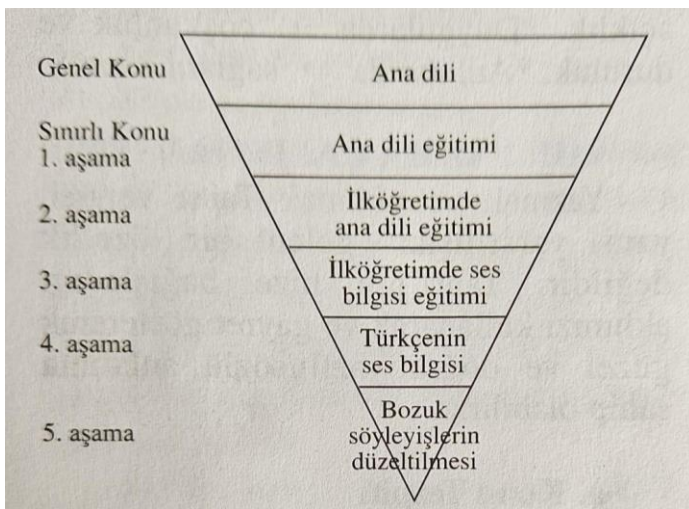 Genel Konu
Ana dili
Sınırlı Konu
1. aşama
Ana dili eğitimi
2. aşama
İlköğretimde
ana dili eğitimi
3. aşama
İlköğretimde ses
bilgisi eğitimi
4. aşama
Türkçenin
ses bilgisi
5. aşama
Bozuk
söyleyişlerin
düzeltilmesi